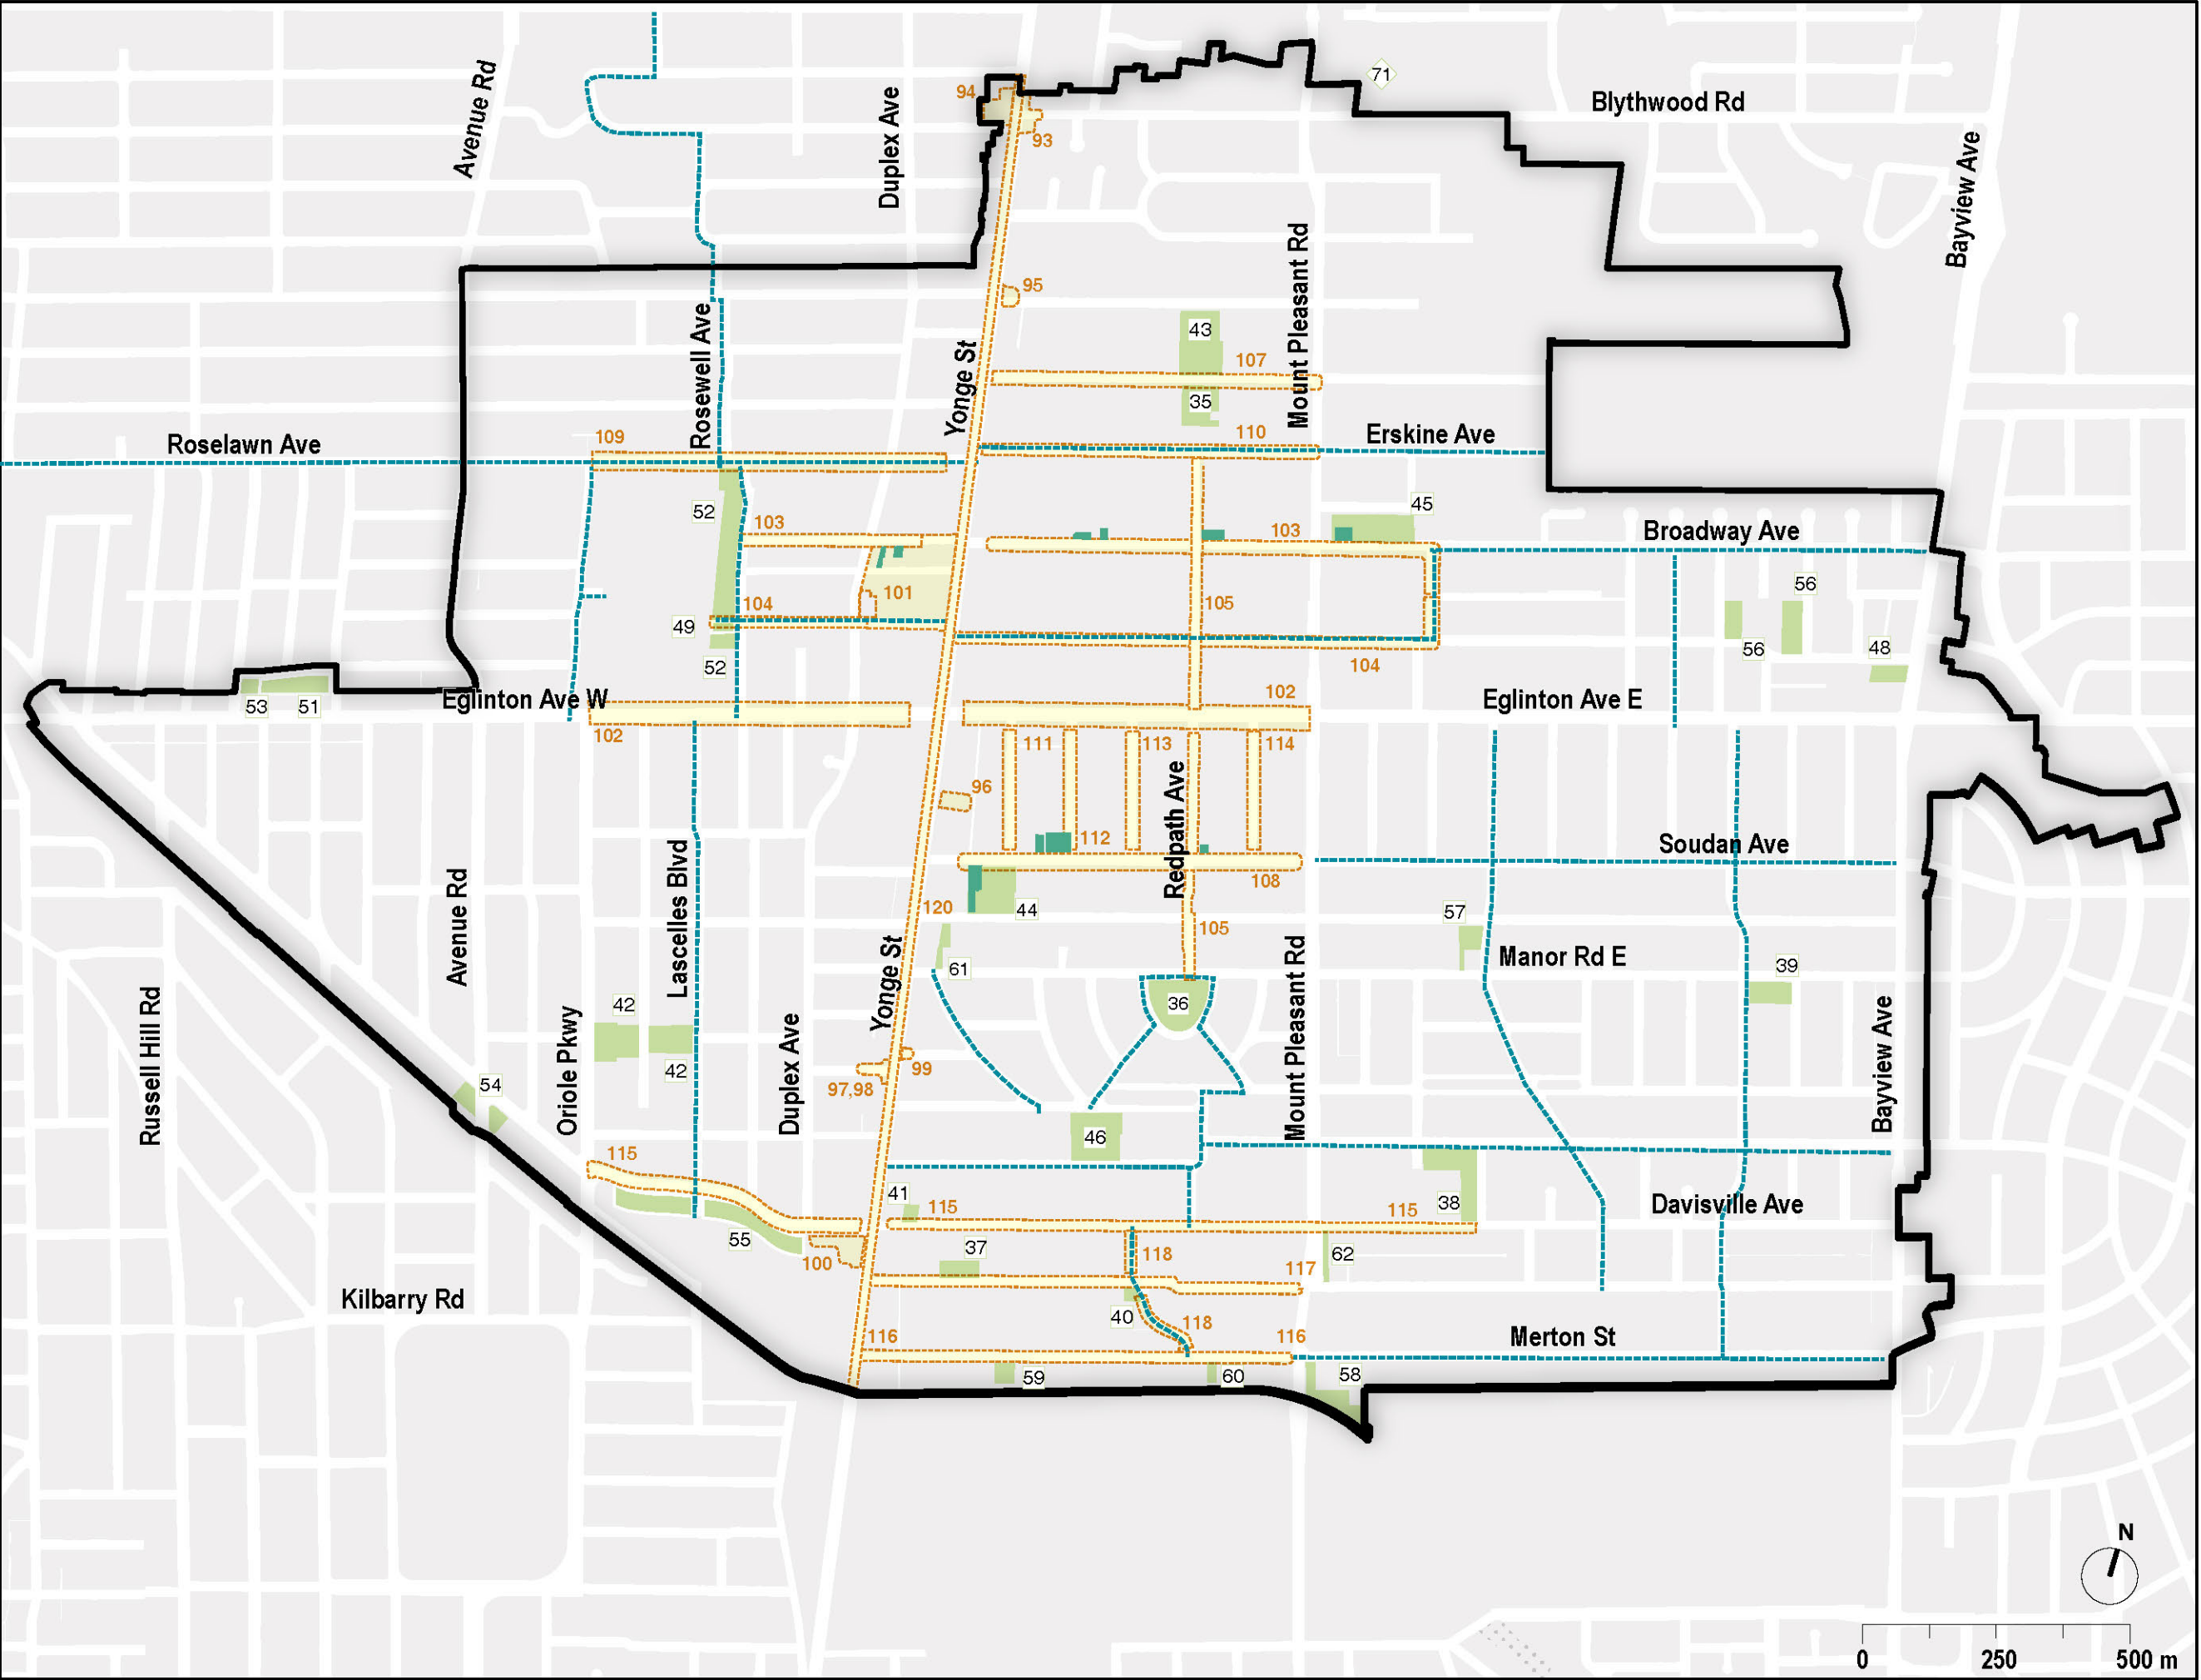 71
94
Blythwood Rd
Avenue Rd
Duplex Ave
93
Bayview Ave
95
Mount Pleasant Rd
43
Rosewell Ave
Yonge St
107
35
109
110
Erskine Ave
Roselawn Ave
52
45
103
103
Broadway Ave
56
101
104
105
49
56
48
52
104
53
51
Eglinton Ave W
102
Eglinton Ave E
102
111
113
114
96
Redpath Ave
112
Soudan Ave
Lascelles Blvd
Avenue Rd
108
120
44
57
105
Manor Rd E
61
39
Yonge St
Mount Pleasant Rd
36
42
Russell Hill Rd
Oriole Pkwy
Duplex Ave
Bayview Ave
42
99
54
97,98
46
115
41
115
115
38
Davisville Ave
55
37
118
62
100
117
Kilbarry Rd
40
118
116
116
Merton St
59
60
58
N
0
250
500 m